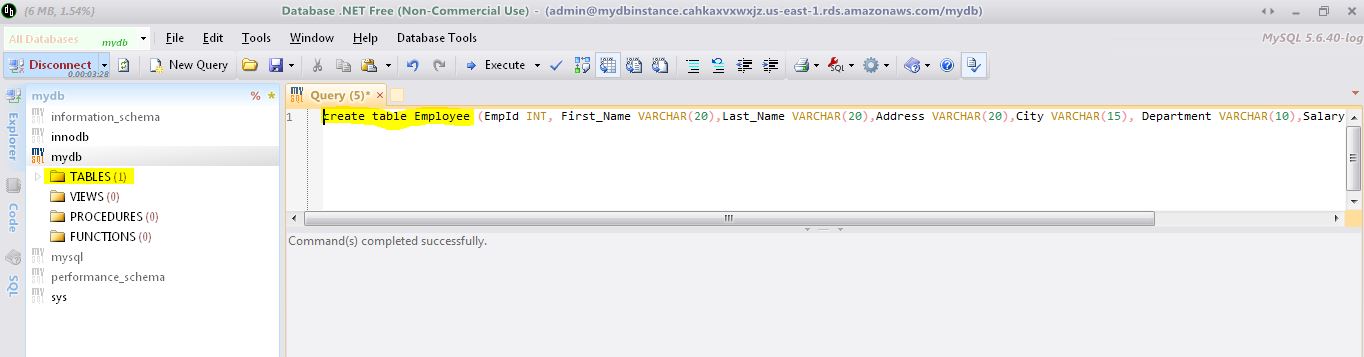 (6 MB, 1.54%) Database .NET Free (Non-Commercial Use) - (admin@mydbinstance.cahkaxvxwxjz.us-east-1.rds.amazonaws.com/mydb)
All Databases mydb File Edit Tools Window Help Database Tools MySQL 5.6.40-log
Disconnect 0.00:03:28 New Query Execute SQL
mydb % *
Query (5)* ×
Explorer
Code
SQL
information_schema
innodb
mydb
TABLES (1)
VIEWS (0)
PROCEDURES (0)
FUNCTIONS (0)
mysql
performance_schema
sys
1 create table Employee (EmpId INT, First_Name VARCHAR(20),Last_Name VARCHAR(20),Address VARCHAR(20),City VARCHAR(15), Department VARCHAR(10),Salary
Command(s) completed successfully.